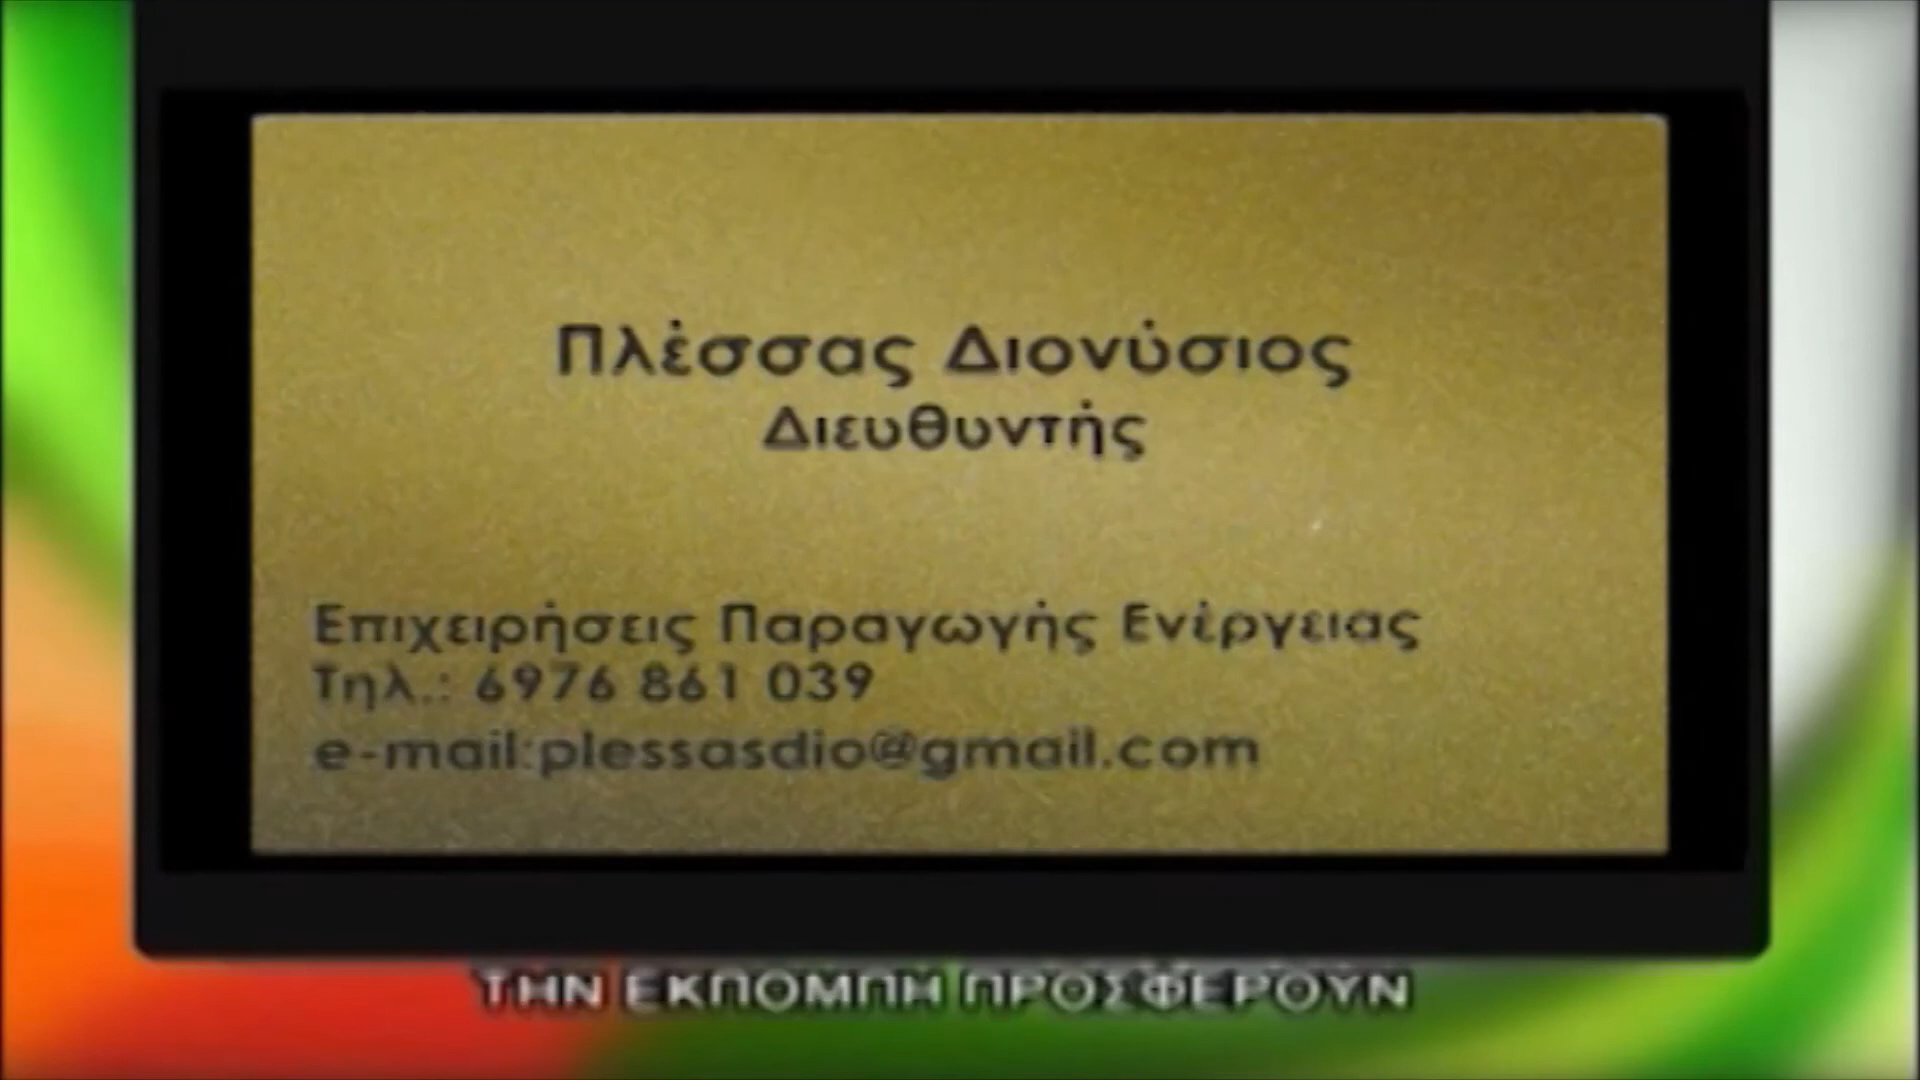 Πλέσσας Διονύσιος
Διευθυντής
Επιχειρήσεις Παραγωγής Ενέργειας
Τηλ.: 6976 861 039
e-mail:plessasdio@gmail.com
ΤΗΝ ΕΚΠΟΜΠΗ ΠΡΟΣΦΕΡΟΥΝ